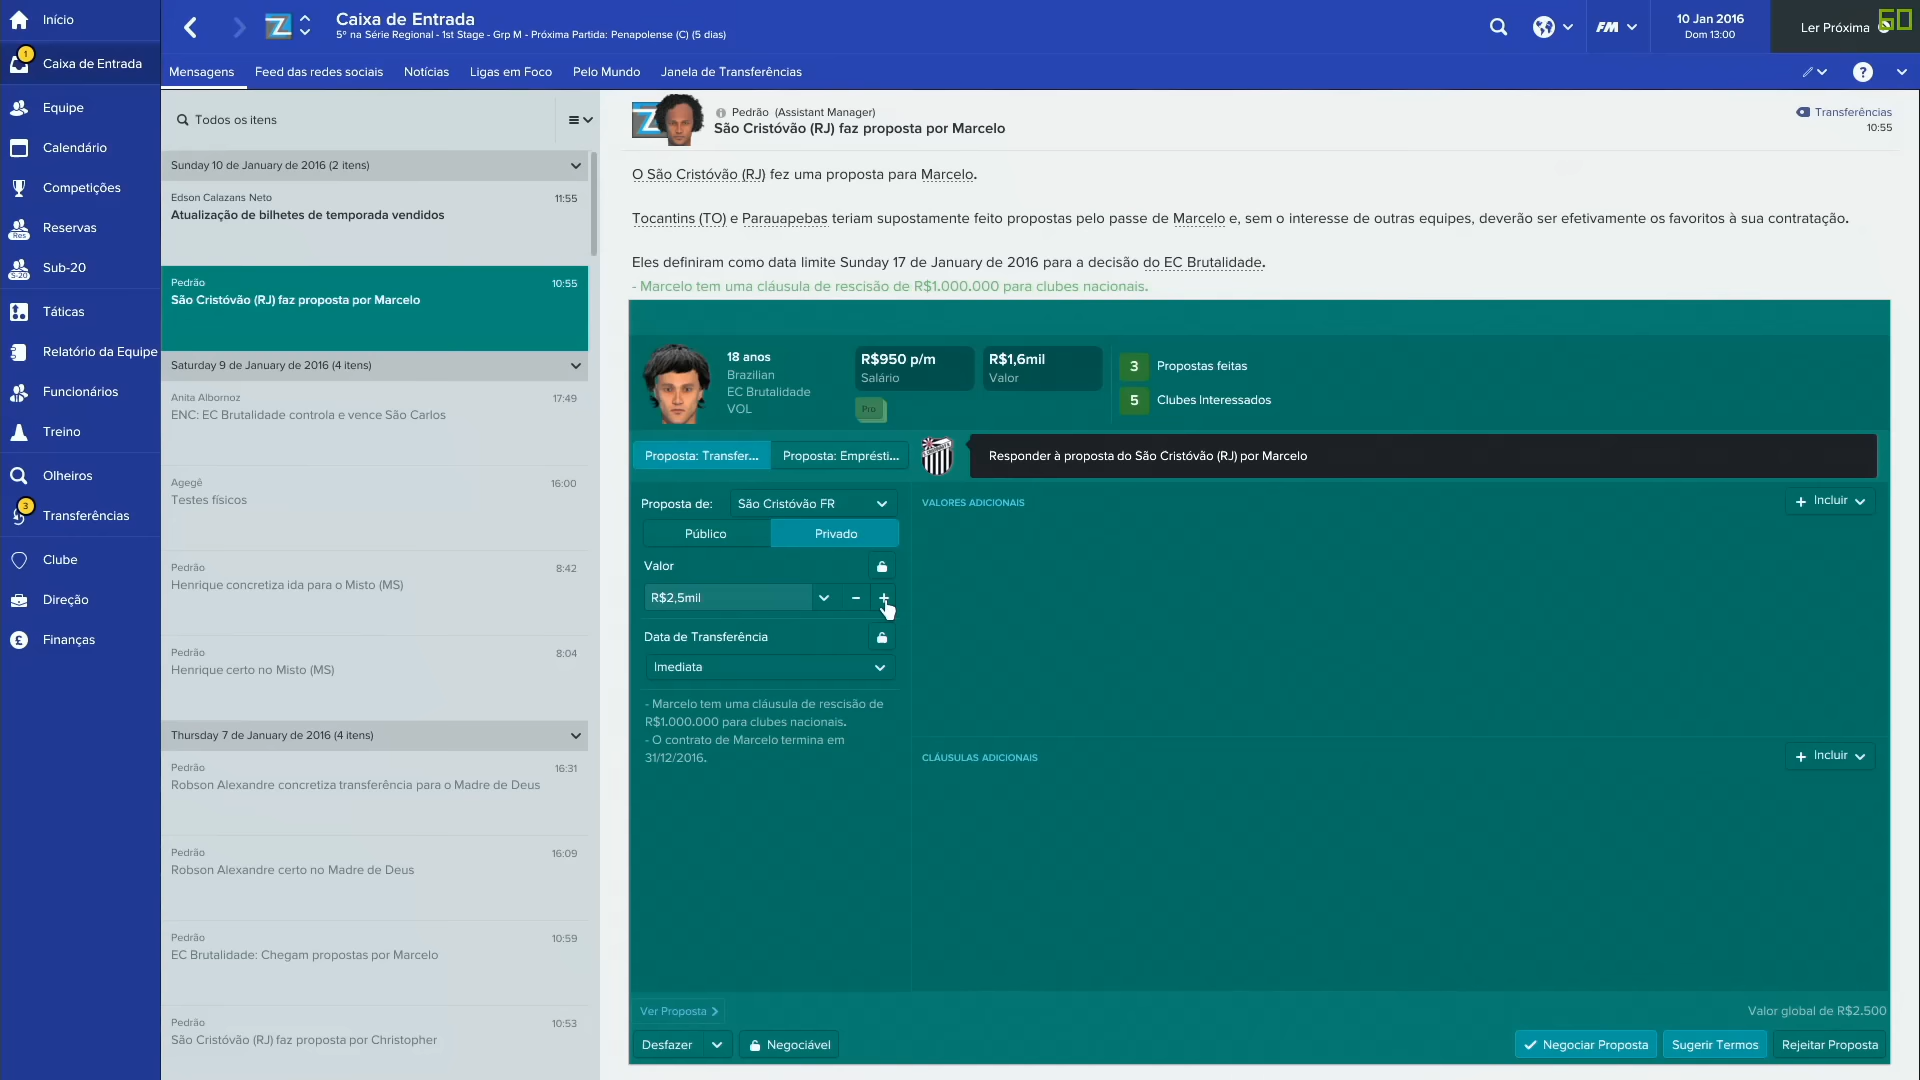 Início
1
Caixa de Entrada
Equipe
Calendário
Competições
Res
Reservas
S-20
Sub-20
Táticas
Relatório da Equipe
Funcionários
Treino
Olheiros
3
Transferências
Clube
Direção
£
Finanças
Z
Caixa de Entrada
5º na Série Regional - 1st Stage - Grp M - Próxima Partida: Penapolense (C) (5 dias)
FM
10 Jan 2016
Dom 13:00
Ler Próxima
60
Mensagens
Feed das redes sociais
Notícias
Ligas em Foco
Pelo Mundo
Janela de Transferências
?
Todos os itens
Sunday 10 de January de 2016 (2 itens)
Edson Calazans Neto
11:55
Atualização de bilhetes de temporada vendidos
Pedrão
10:55
São Cristóvão (RJ) faz proposta por Marcelo
Saturday 9 de January de 2016 (4 itens)
Anita Albornoz
17:49
ENC: EC Brutalidade controla e vence São Carlos
Agegê
16:00
Testes físicos
Pedrão
8:42
Henrique concretiza ida para o Misto (MS)
Pedrão
8:04
Henrique certo no Misto (MS)
Thursday 7 de January de 2016 (4 itens)
Pedrão
16:31
Robson Alexandre concretiza transferência para o Madre de Deus
Pedrão
16:09
Robson Alexandre certo no Madre de Deus
Pedrão
10:59
EC Brutalidade: Chegam propostas por Marcelo
Pedrão
10:53
São Cristóvão (RJ) faz proposta por Christopher
Z
Pedrão (Assistant Manager)
São Cristóvão (RJ) faz proposta por Marcelo
Transferências
10:55
O São Cristóvão (RJ) fez uma proposta para Marcelo.
Tocantins (TO) e Parauapebas teriam supostamente feito propostas pelo passe de Marcelo e, sem o interesse de outras equipes, deverão ser efetivamente os favoritos à sua contratação.
Eles definiram como data limite Sunday 17 de January de 2016 para a decisão do EC Brutalidade.
- Marcelo tem uma cláusula de rescisão de R$1.000.000 para clubes nacionais.
18 anos
Brazilian
EC Brutalidade
VOL
R$950 p/m
Salário
R$1,6mil
Valor
Pro
3 Propostas feitas
5 Clubes Interessados
Proposta: Transfer...
Proposta: Emprésti...
Responder à proposta do São Cristóvão (RJ) por Marcelo
Proposta de:
São Cristóvão FR
Público
Privado
Valor
R$2,5mil
- +
Data de Transferência
Imediata
- Marcelo tem uma cláusula de rescisão de
R$1.000.000 para clubes nacionais.
- O contrato de Marcelo termina em
31/12/2016.
VALORES ADICIONAIS
+ Incluir
CLÁUSULAS ADICIONAIS
+ Incluir
Ver Proposta
Valor global de R$2.500
Desfazer
Negociável
Negociar Proposta
Sugerir Termos
Rejeitar Proposta